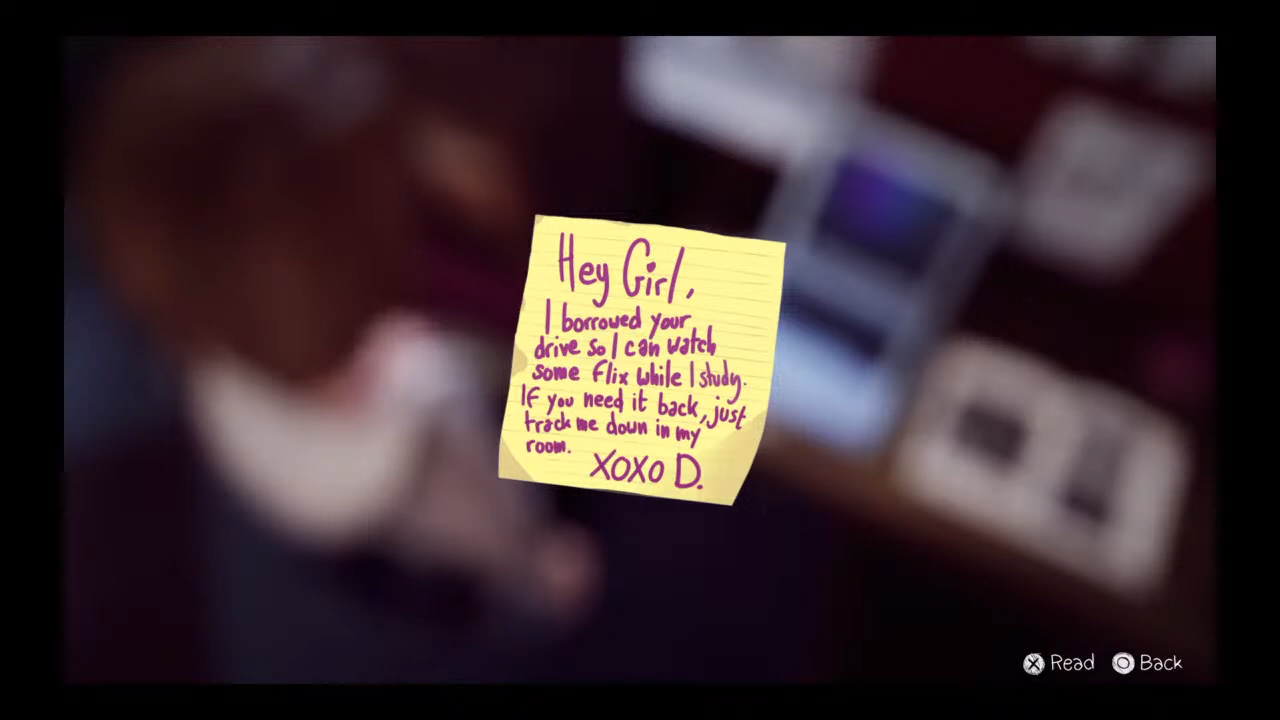 Hey Girl,
I borrowed your
drive so I can watch
some Flix while I study.
If you need it back, just
track me down in my
room.
XOXO D.
Read Back